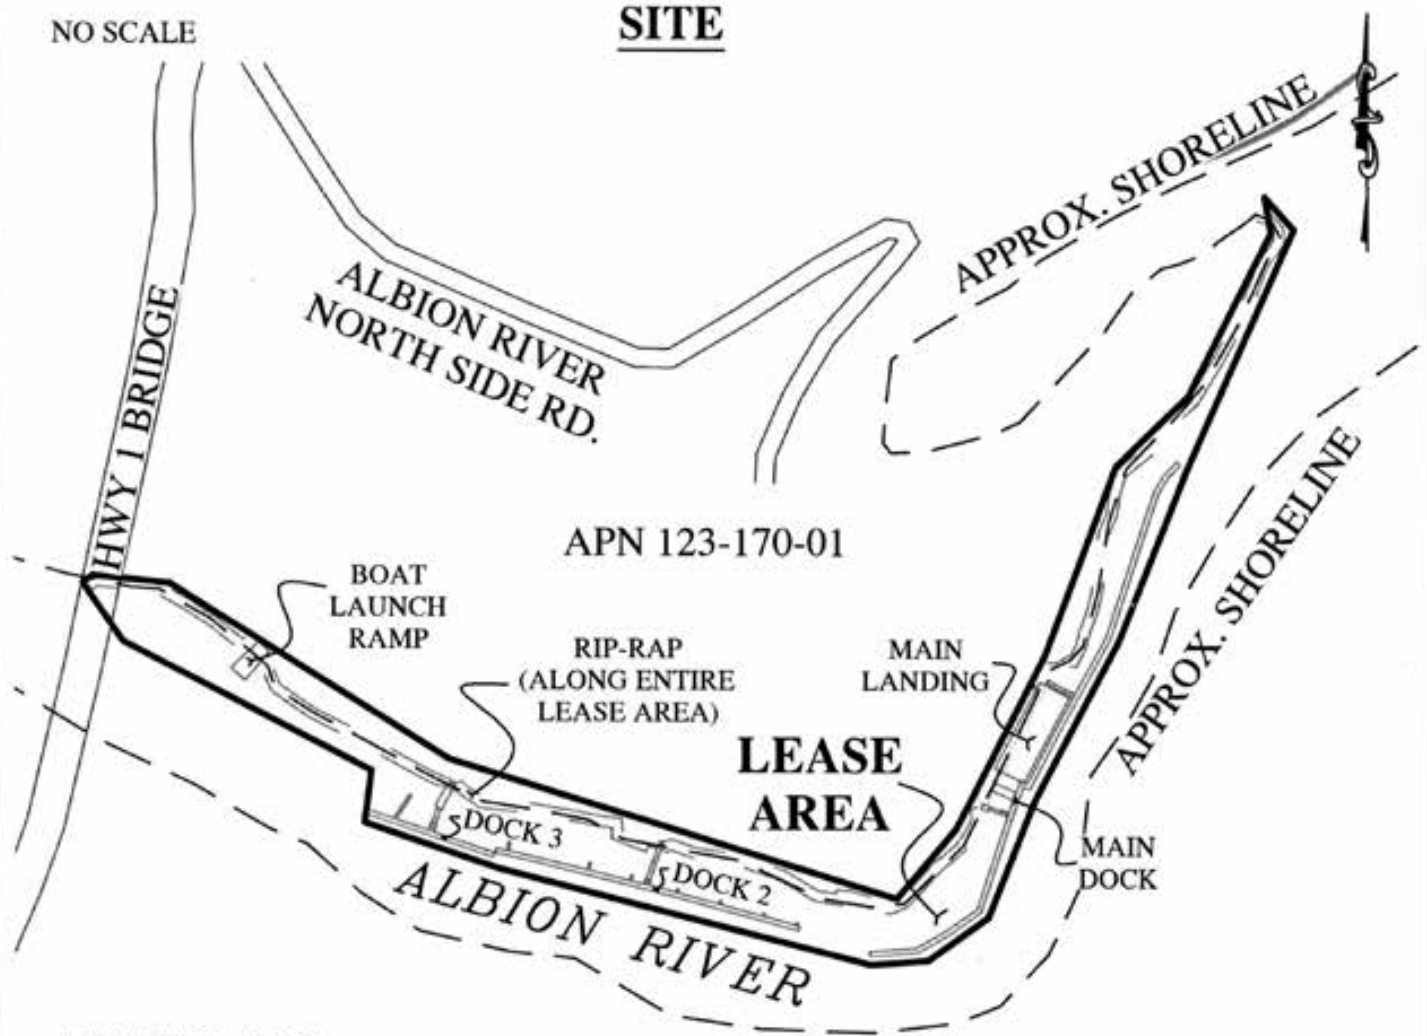 NO SCALE
SITE
APPROX. SHORELINE
ALBION RIVER
NORTH SIDE RD.
HWY 1 BRIDGE
APN 123-170-01
BOAT
LAUNCH
RAMP
RIP-RAP
(ALONG ENTIRE
LEASE AREA)
MAIN
LANDING
APPROX. SHORELINE
LEASE
AREA
DOCK 3
DOCK 2
MAIN
DOCK
ALBION RIVER